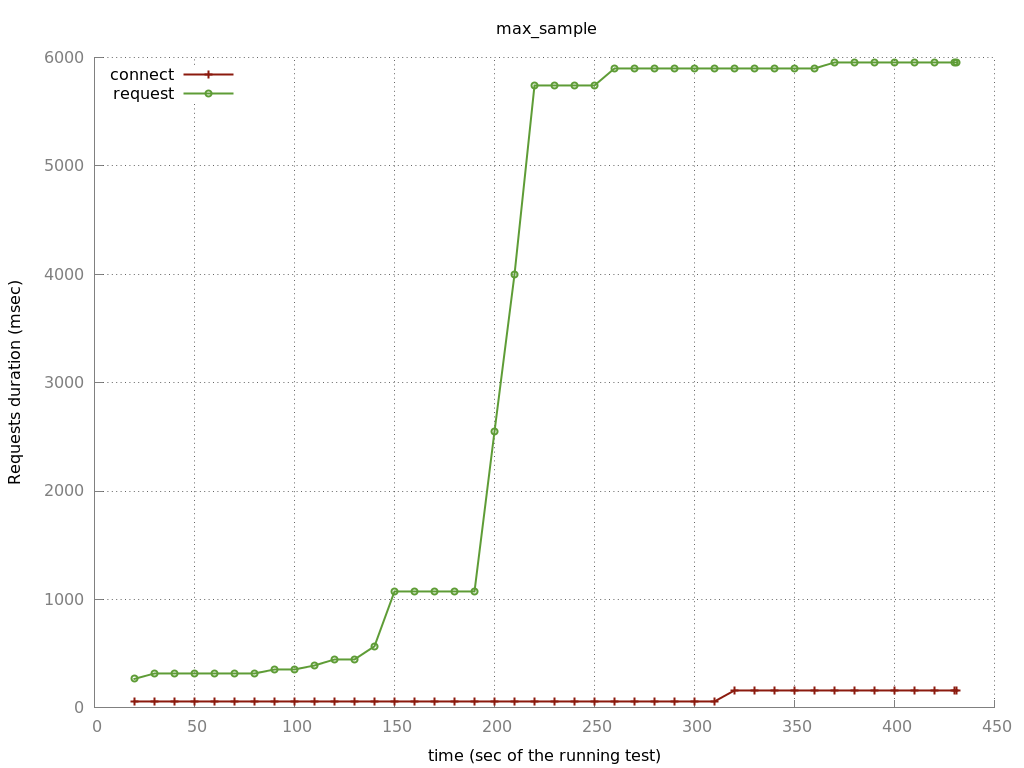 max_sample
connect
request
6000
5000
4000
3000
2000
1000
0
Requests duration (msec)
0 50 100 150 200 250 300 350 400 450
time (sec of the running test)